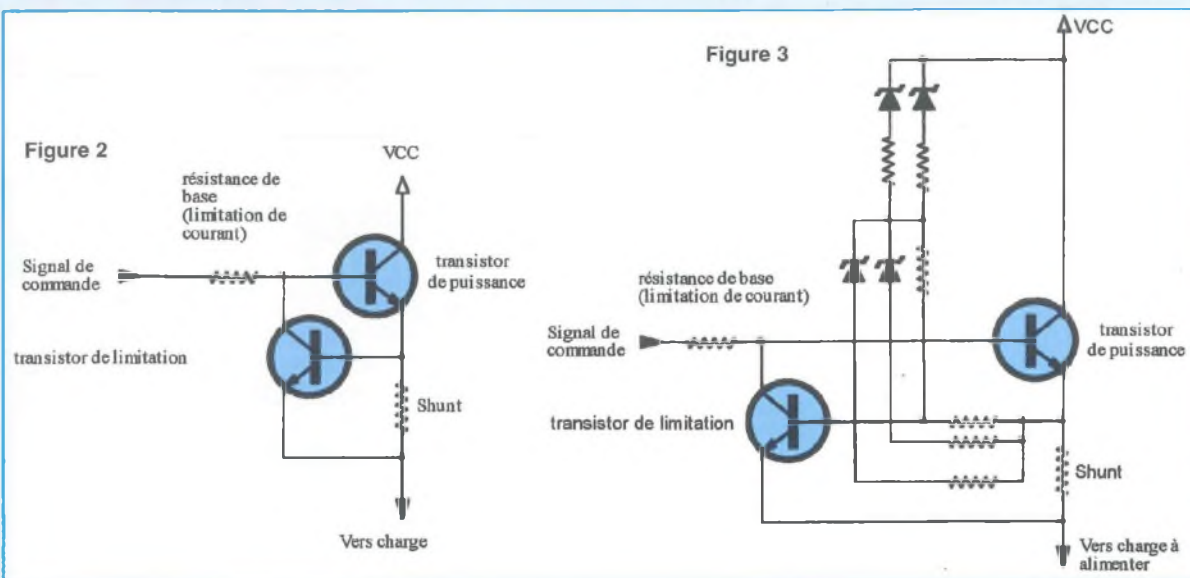 Figure 2
VCC
résistance de
base
(limitation de
courant)
Signal de
commande
transistor
de puissance
transistor de limitation
Shunt
Vers charge
Figure 3
VCC
résistance de base
(limitation de courant)
Signal de
commande
transistor
de puissance
transistor de limitation
Shunt
Vers charge à
alimenter